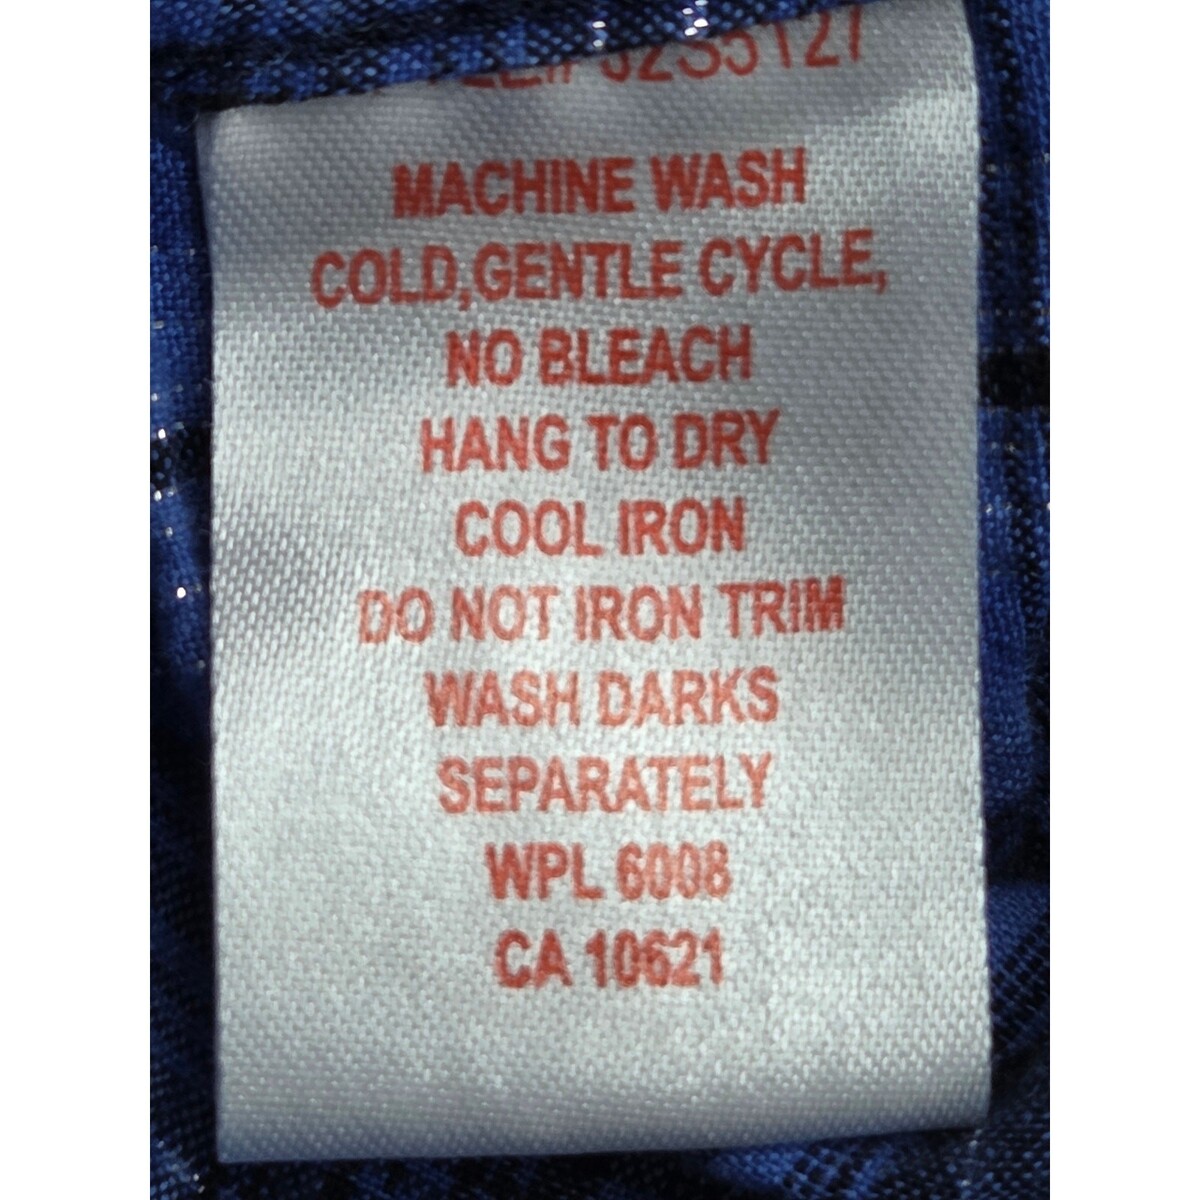 MACHINE WASH
COLD,GENTLE CYCLE,
NO BLEACH
HANG TO DRY
COOL IRON
DO NOT IRON TRIM
WASH DARKS
SEPARATELY
WPL 6008
CA 10621